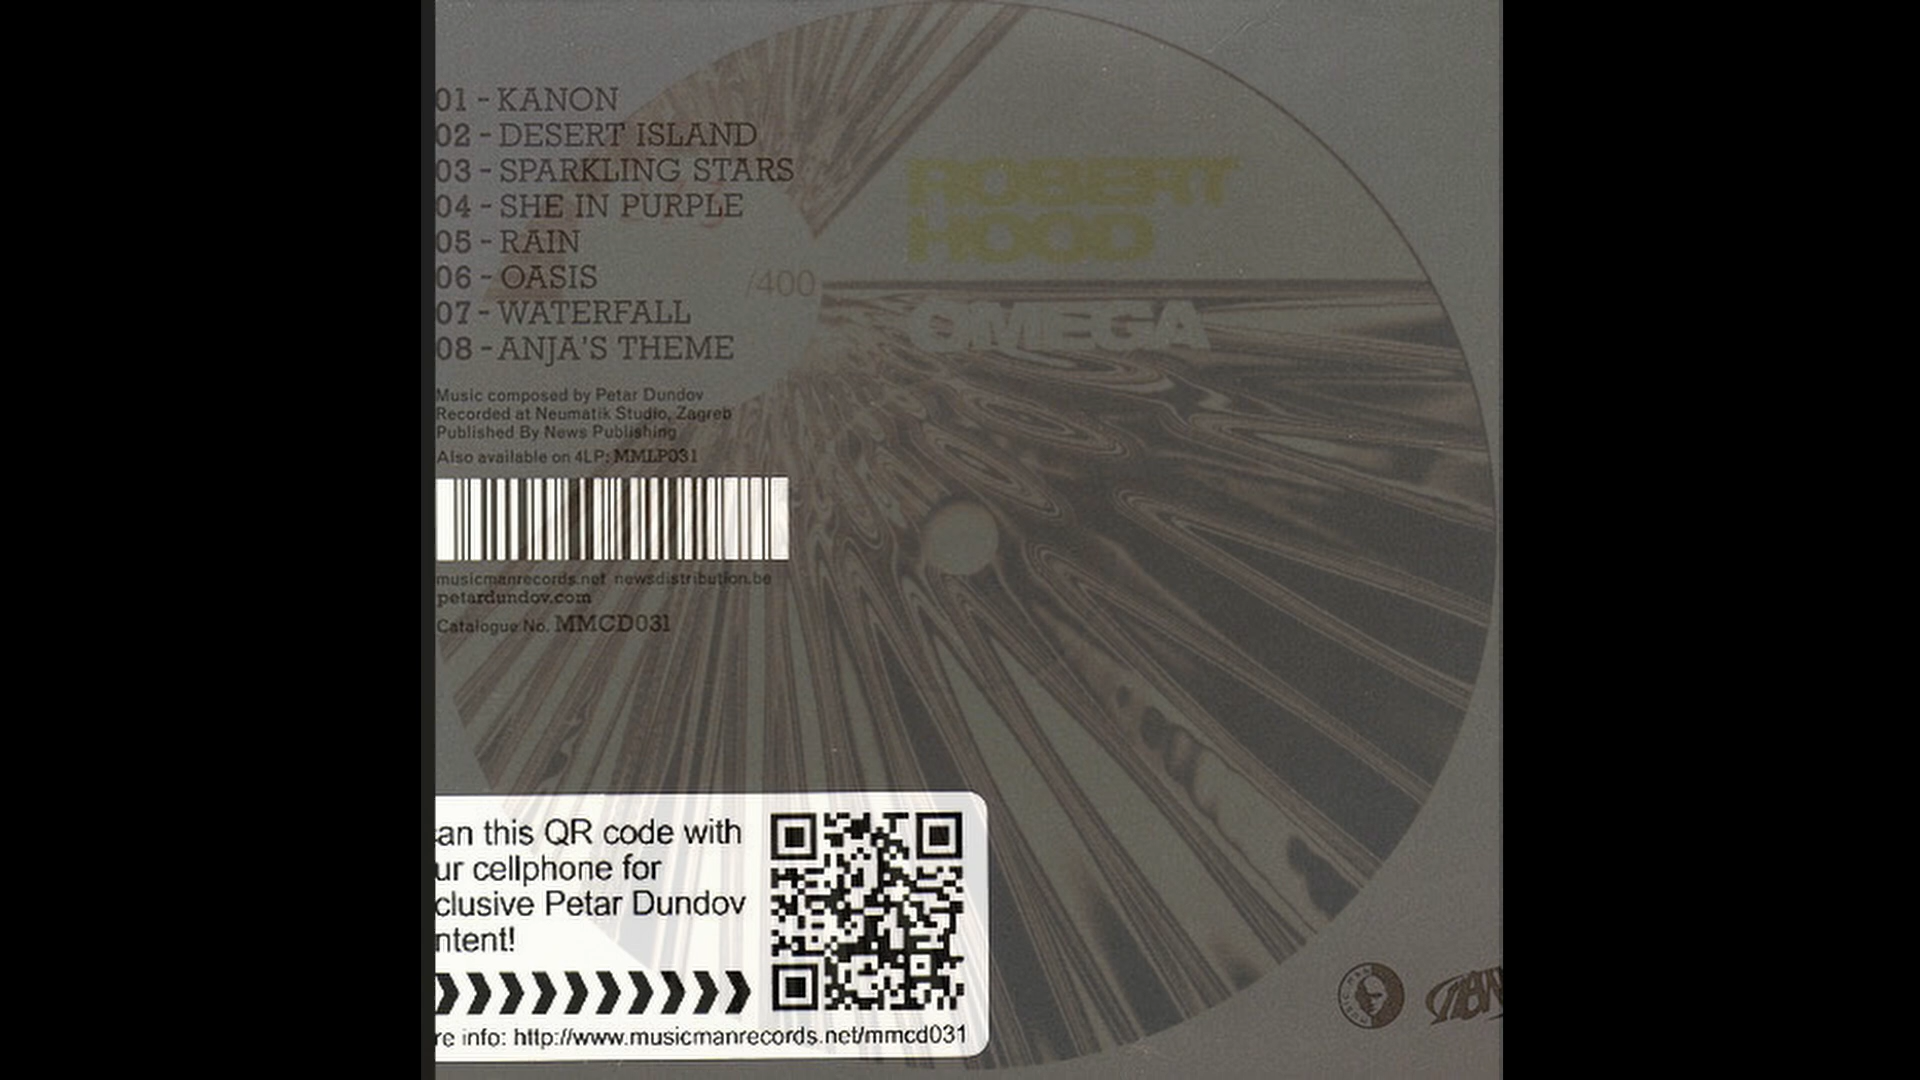 01 - KANON
02 - DESERT ISLAND
03 - SPARKLING STARS
04 - SHE IN PURPLE
05 - RAIN
06 - OASIS
07 - WATERFALL
08 - ANJA'S THEME
/400
ROBERT
HOOD
OMEGA
Music composed by Petar Dundov
Recorded at Neumatik Studio, Zagreb
Published By News Publishing
Also available on 4LP: MMLP031
musicmanrecords.net newsdistribution.be
petardundov.com
Catalogue No. MMCD031
an this QR code with
ur cellphone for
clusive Petar Dundov
ntent!
re info: http://www.musicmanrecords.net/mmcd031